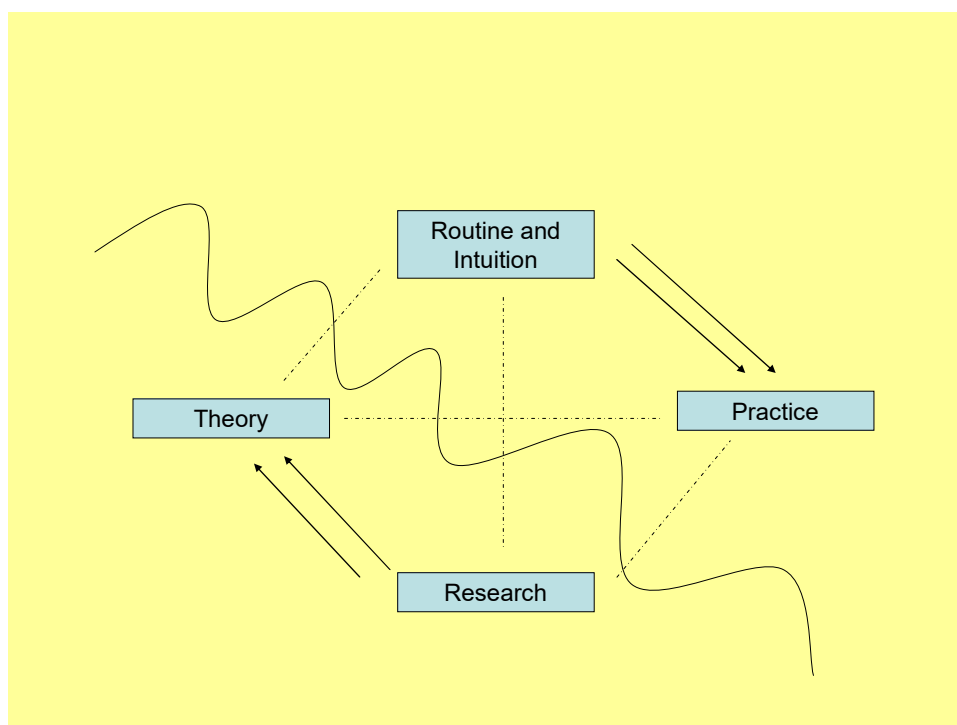 Routine and
Intuition
Theory
Practice
Research